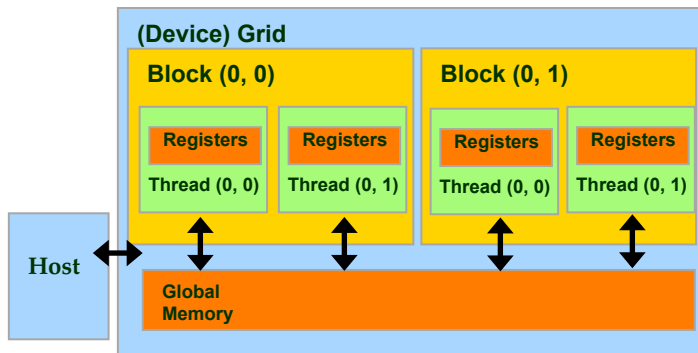 (Device) Grid
Block (0, 0)
Block (0, 1)
Registers
Registers
Registers
Registers
Thread (0, 0)
Thread (0, 1)
Thread (0, 0)
Thread (0, 1)
Host
Global
Memory